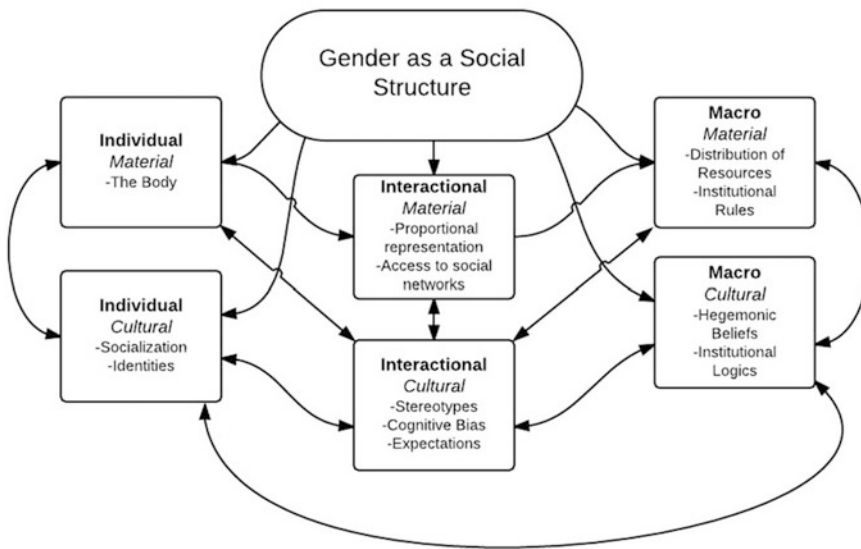 Gender as a Social
Structure
Individual
Material
-The Body
Individual
Cultural
-Socialization
-Identities
Interactional
Material
-Proportional
representation
-Access to social
networks
Interactional
Cultural
-Stereotypes
-Cognitive Bias
-Expectations
Macro
Material
-Distribution of
Resources
-Institutional
Rules
Macro
Cultural
-Hegemonic
Beliefs
-Institutional
Logics